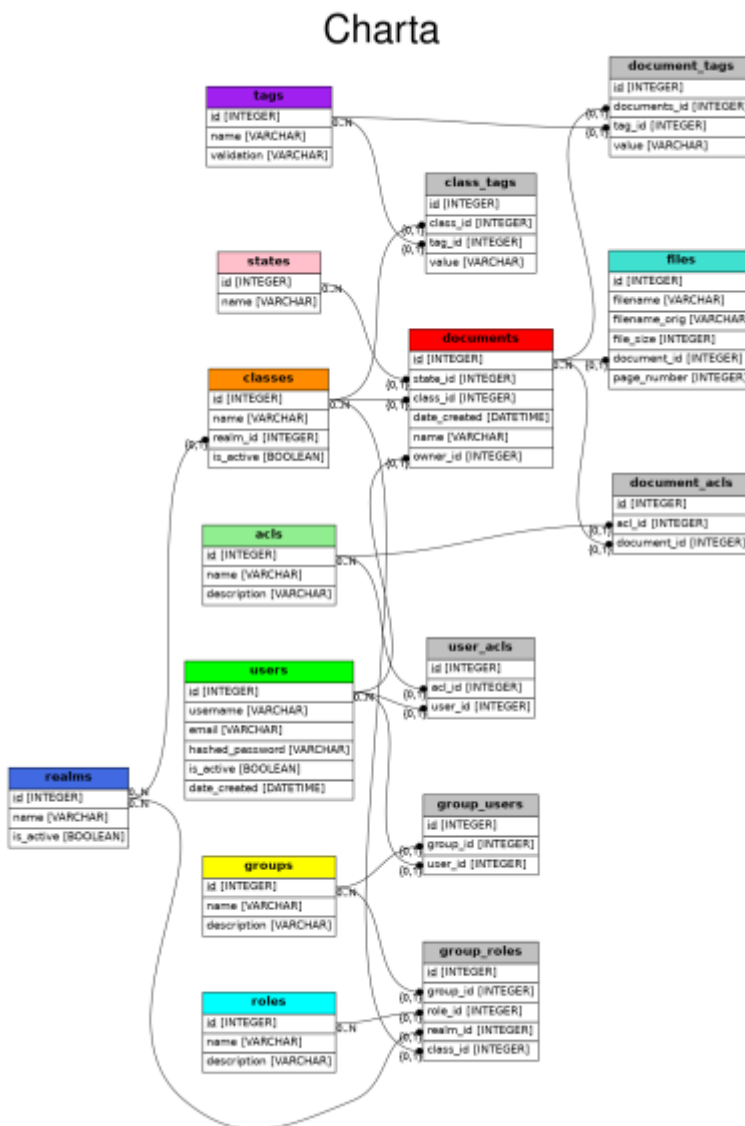 Charta
document_tags
id [INTEGER]
documents_id [INTEGER]
tag_id [INTEGER]
value [VARCHAR]
tags
id [INTEGER]
name [VARCHAR]
validation [VARCHAR]
class_tags
id [INTEGER]
class_id [INTEGER]
tag_id [INTEGER]
value [VARCHAR]
states
id [INTEGER]
name [VARCHAR]
files
id [INTEGER]
filename [VARCHAR]
filename_orig [VARCHAR
file_size [INTEGER]
document_id [INTEGER]
page_number [INTEGER]
documents
id [INTEGER]
state_id [INTEGER]
class_id [INTEGER]
date_created [DATETIME]
name [VARCHAR]
owner_id [INTEGER]
classes
id [INTEGER]
name [VARCHAR]
realm_id [INTEGER]
is_active [BOOLEAN]
document_acls
id [INTEGER]
acl_id [INTEGER]
document_id [INTEGER]
acls
id [INTEGER]
name [VARCHAR]
description [VARCHAR]
user_acls
id [INTEGER]
acl_id [INTEGER]
user_id [INTEGER]
users
id [INTEGER]
username [VARCHAR]
email [VARCHAR]
hashed_password [VARCHAR]
is_active [BOOLEAN]
date_created [DATETIME]
realms
id [INTEGER]
name [VARCHAR]
is_active [BOOLEAN]
group_users
id [INTEGER]
group_id [INTEGER]
user_id [INTEGER]
groups
id [INTEGER]
name [VARCHAR]
description [VARCHAR]
group_roles
id [INTEGER]
group_id [INTEGER]
role_id [INTEGER]
realm_id [INTEGER]
class_id [INTEGER]
roles
id [INTEGER]
name [VARCHAR]
description [VARCHAR]